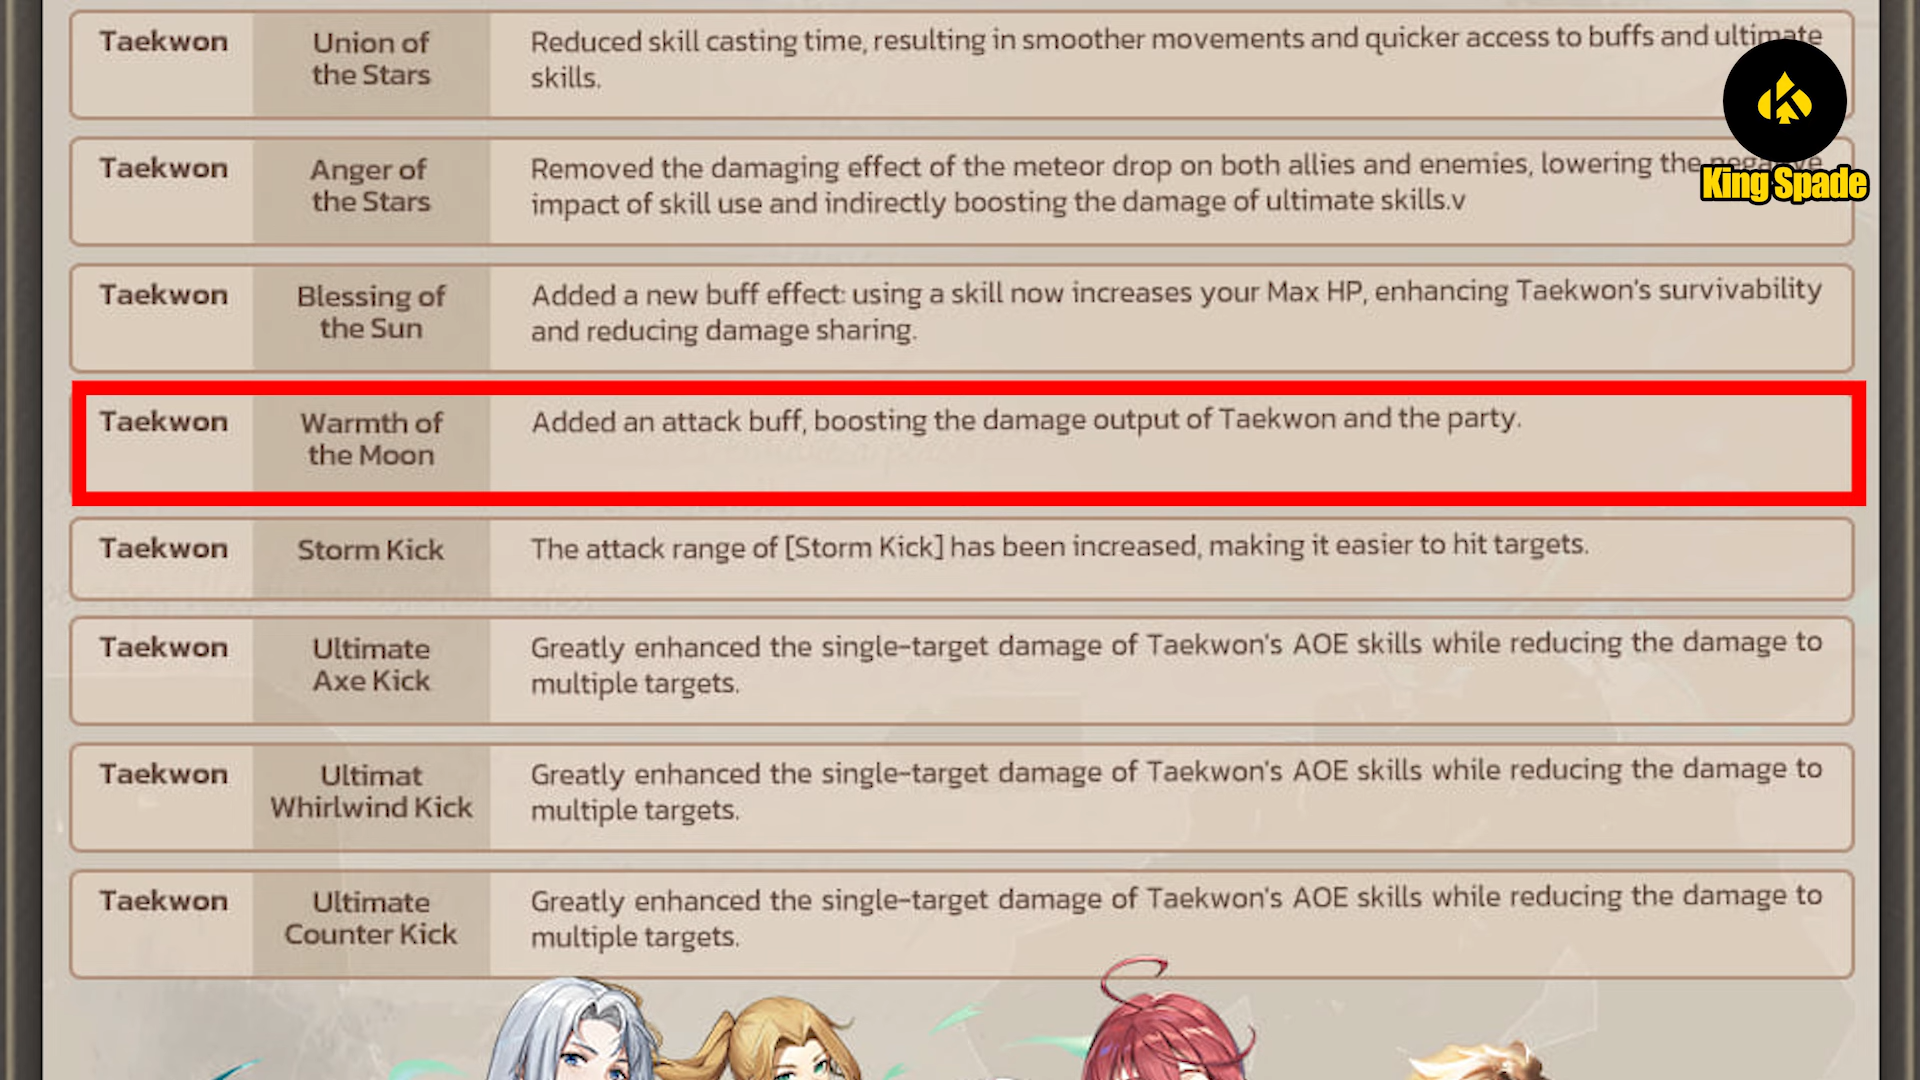 Taekwon
Union of
the Stars
Reduced skill casting time, resulting in smoother movements and quicker access to buffs and ultimate
skills.
King Spade
Taekwon
Anger of
the Stars
Removed the damaging effect of the meteor drop on both allies and enemies, lowering the negative
impact of skill use and indirectly boosting the damage of ultimate skills.v
Taekwon
Blessing of
the Sun
Added a new buff effect: using a skill now increases your Max HP, enhancing Taekwon's survivability
and reducing damage sharing.
Taekwon
Warmth of
the Moon
Added an attack buff, boosting the damage output of Taekwon and the party.
Taekwon
Storm Kick
The attack range of [Storm Kick] has been increased, making it easier to hit targets.
Taekwon
Ultimate
Axe Kick
Greatly enhanced the single-target damage of Taekwon's AOE skills while reducing the damage to
multiple targets.
Taekwon
Ultimat
Whirlwind Kick
Greatly enhanced the single-target damage of Taekwon's AOE skills while reducing the damage to
multiple targets.
Taekwon
Ultimate
Counter Kick
Greatly enhanced the single-target damage of Taekwon's AOE skills while reducing the damage to
multiple targets.